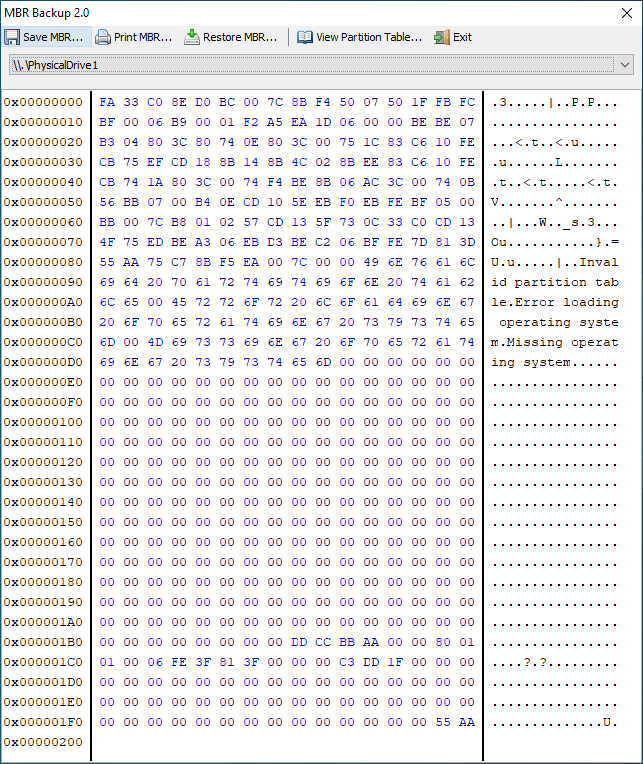 MBR Backup 2.0
Save MBR... Print MBR... Restore MBR... View Partition Table... Exit
\\.\PhysicalDrive1
0x00000000 FA 33 C0 8E D0 BC 00 7C 8B F4 50 07 50 1F FB FC .3.....|..P.P...
0x00000010 BF 00 06 B9 00 01 F2 A5 EA 1D 06 00 00 BE BE 07 ................
0x00000020 B3 04 80 3C 80 74 0E 80 3C 00 75 1C 83 C6 10 FE ...<.t..<.u.....
0x00000030 CB 75 EF CD 18 8B 14 8B 4C 02 8B EE 83 C6 10 FE .u......L.......
0x00000040 CB 74 1A 80 3C 00 74 F4 BE 8B 06 AC 3C 00 74 0B .t..<.t.....<.t.
0x00000050 56 BB 07 00 B4 0E CD 10 5E EB F0 EB FE BF 05 00 V.......^.......
0x00000060 BB 00 7C B8 01 02 57 CD 13 5F 73 0C 33 C0 CD 13 ..|...W.._s.3...
0x00000070 4F 75 ED BE A3 06 EB D3 BE C2 06 BF FE 7D 81 3D Ou...........}.=
0x00000080 55 AA 75 C7 8B F5 EA 00 7C 00 00 49 6E 76 61 6C U.u.....|..Inval
0x00000090 69 64 20 70 61 72 74 69 74 69 6F 6E 20 74 61 62 id partition tab
0x000000A0 6C 65 00 45 72 72 6F 72 20 6C 6F 61 64 69 6E 67 le.Error loading
0x000000B0 20 6F 70 65 72 61 74 69 6E 67 20 73 79 73 74 65 operating syste
0x000000C0 6D 00 4D 69 73 73 69 6E 67 20 6F 70 65 72 61 74 m.Missing operat
0x000000D0 69 6E 67 20 73 79 73 74 65 6D 00 00 00 00 00 00 ing system......
0x000000E0 00 00 00 00 00 00 00 00 00 00 00 00 00 00 00 00 ................
0x000000F0 00 00 00 00 00 00 00 00 00 00 00 00 00 00 00 00 ................
0x00000100 00 00 00 00 00 00 00 00 00 00 00 00 00 00 00 00 ................
0x00000110 00 00 00 00 00 00 00 00 00 00 00 00 00 00 00 00 ................
0x00000120 00 00 00 00 00 00 00 00 00 00 00 00 00 00 00 00 ................
0x00000130 00 00 00 00 00 00 00 00 00 00 00 00 00 00 00 00 ................
0x00000140 00 00 00 00 00 00 00 00 00 00 00 00 00 00 00 00 ................
0x00000150 00 00 00 00 00 00 00 00 00 00 00 00 00 00 00 00 ................
0x00000160 00 00 00 00 00 00 00 00 00 00 00 00 00 00 00 00 ................
0x00000170 00 00 00 00 00 00 00 00 00 00 00 00 00 00 00 00 ................
0x00000180 00 00 00 00 00 00 00 00 00 00 00 00 00 00 00 00 ................
0x00000190 00 00 00 00 00 00 00 00 00 00 00 00 00 00 00 00 ................
0x000001A0 00 00 00 00 00 00 00 00 00 00 00 00 00 00 00 00 ................
0x000001B0 00 00 00 00 00 00 00 00 DD CC BB AA 00 00 80 01 ................
0x000001C0 01 00 06 FE 3F 81 3F 00 00 00 C3 DD 1F 00 00 00 ....?.?.........
0x000001D0 00 00 00 00 00 00 00 00 00 00 00 00 00 00 00 00 ................
0x000001E0 00 00 00 00 00 00 00 00 00 00 00 00 00 00 00 00 ................
0x000001F0 00 00 00 00 00 00 00 00 00 00 00 00 00 00 55 AA ..............U.
0x00000200